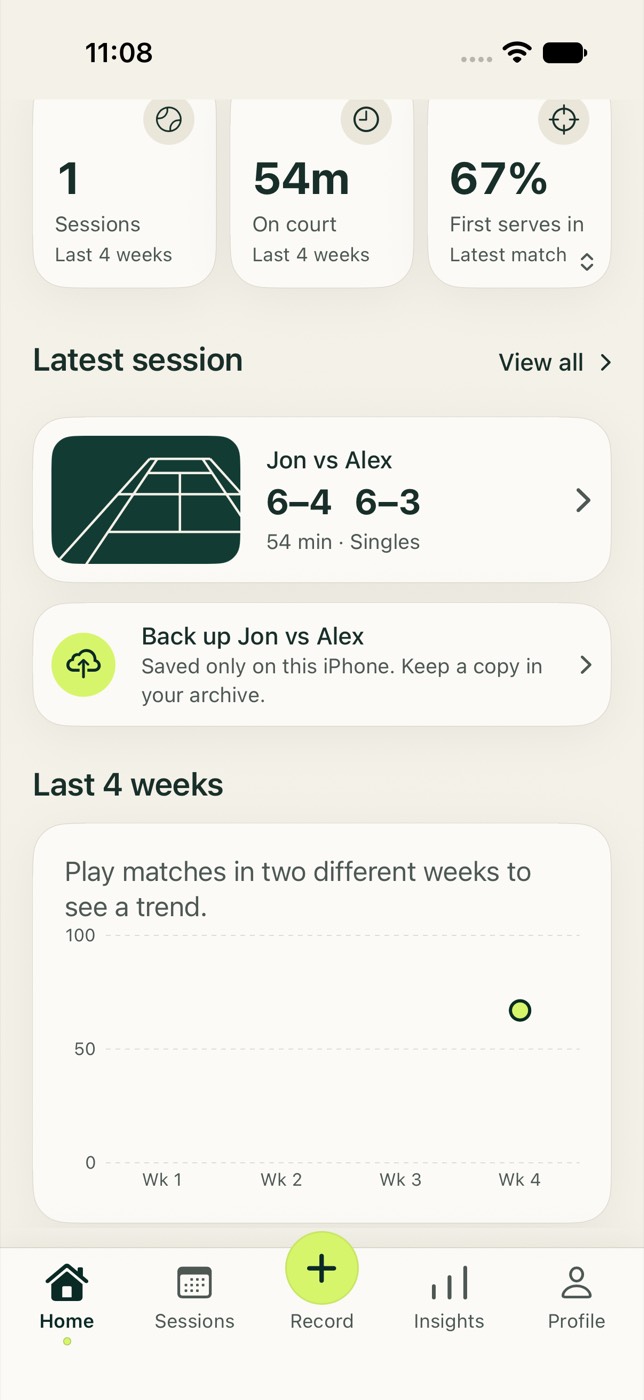 11:08
1
Sessions
Last 4 weeks
54m
On court
Last 4 weeks
67%
First serves in
Latest match
Latest session
View all
Jon vs Alex
6–4 6–3
54 min · Singles
Back up Jon vs Alex
Saved only on this iPhone. Keep a copy in
your archive.
Last 4 weeks
Play matches in two different weeks to
see a trend.
100
50
0
Wk 1
Wk 2
Wk 3
Wk 4
Home
Sessions
Record
Insights
Profile